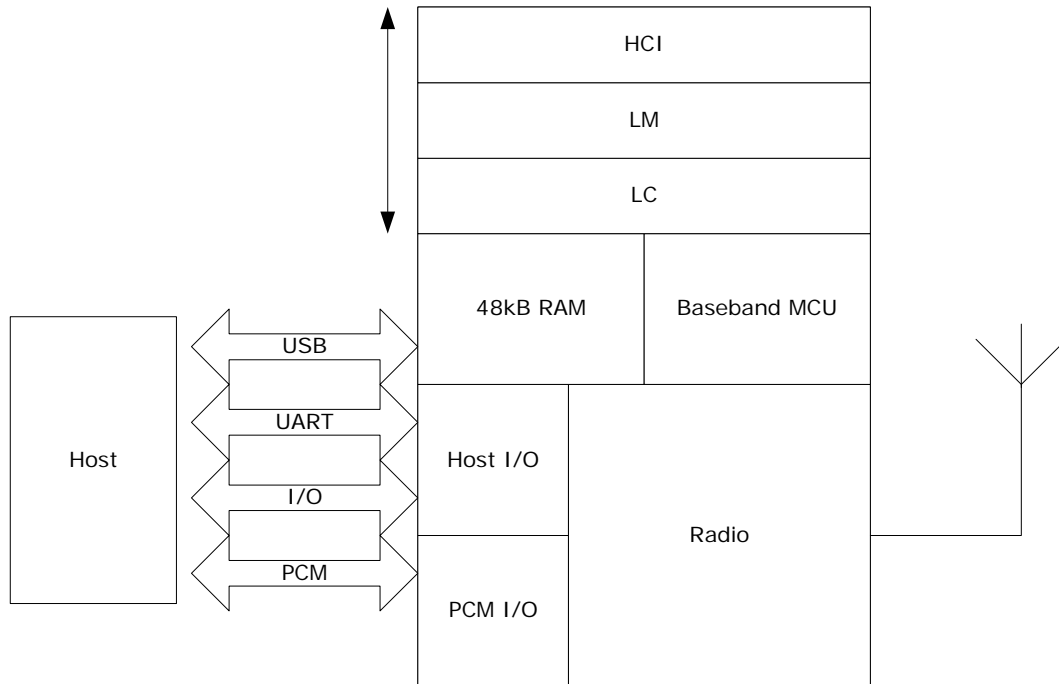 HCI
LM
LC
48kB RAM
Baseband MCU
USB
UART
Host
Host I/O
I/O
Radio
PCM
PCM I/O